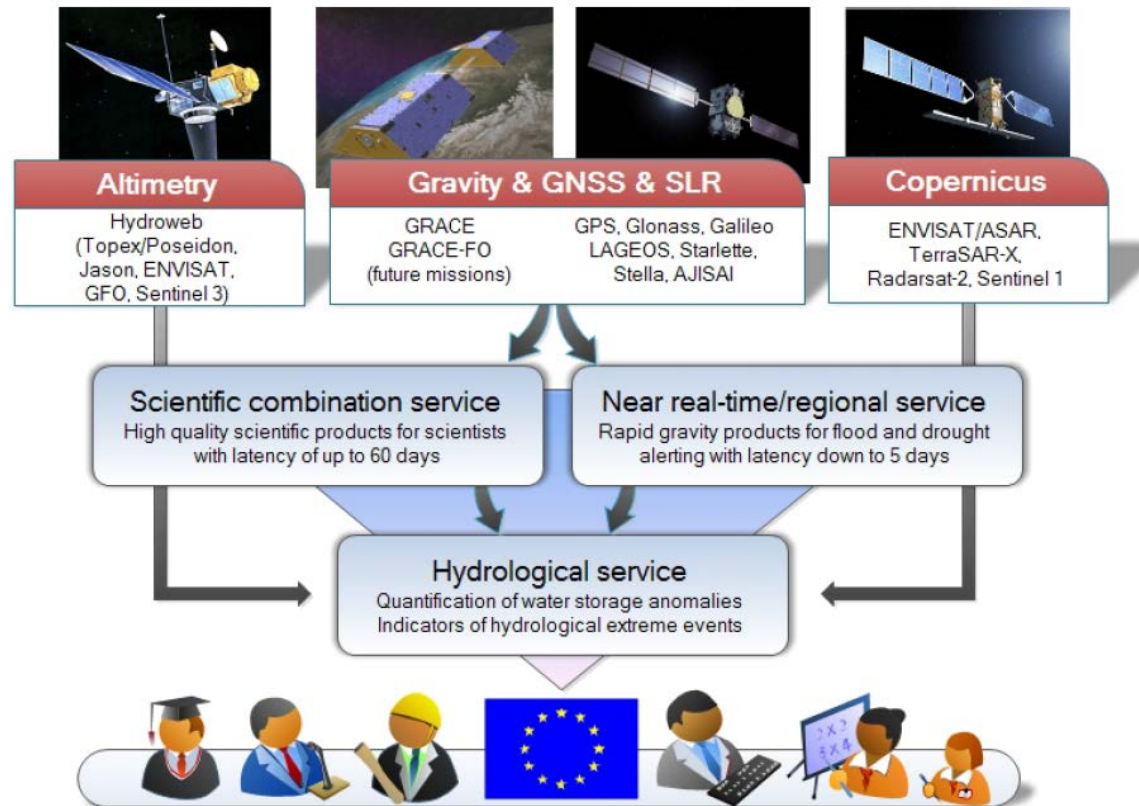 Altimetry
Hydroweb
(Topex/Poseidon,
Jason, ENVISAT,
GFO, Sentinel 3)
Gravity & GNSS & SLR
GRACE
GRACE-FO
(future missions)
GPS, Glonass, Galileo
LAGEOS, Starlette,
Stella, AJISAI
Copernicus
ENVISAT/ASAR,
TerraSAR-X,
Radarsat-2, Sentinel 1
Scientific combination service
High quality scientific products for scientists
with latency of up to 60 days
Near real-time/regional service
Rapid gravity products for flood and drought
alerting with latency down to 5 days
Hydrological service
Quantification of water storage anomalies
Indicators of hydrological extreme events
3 X 4